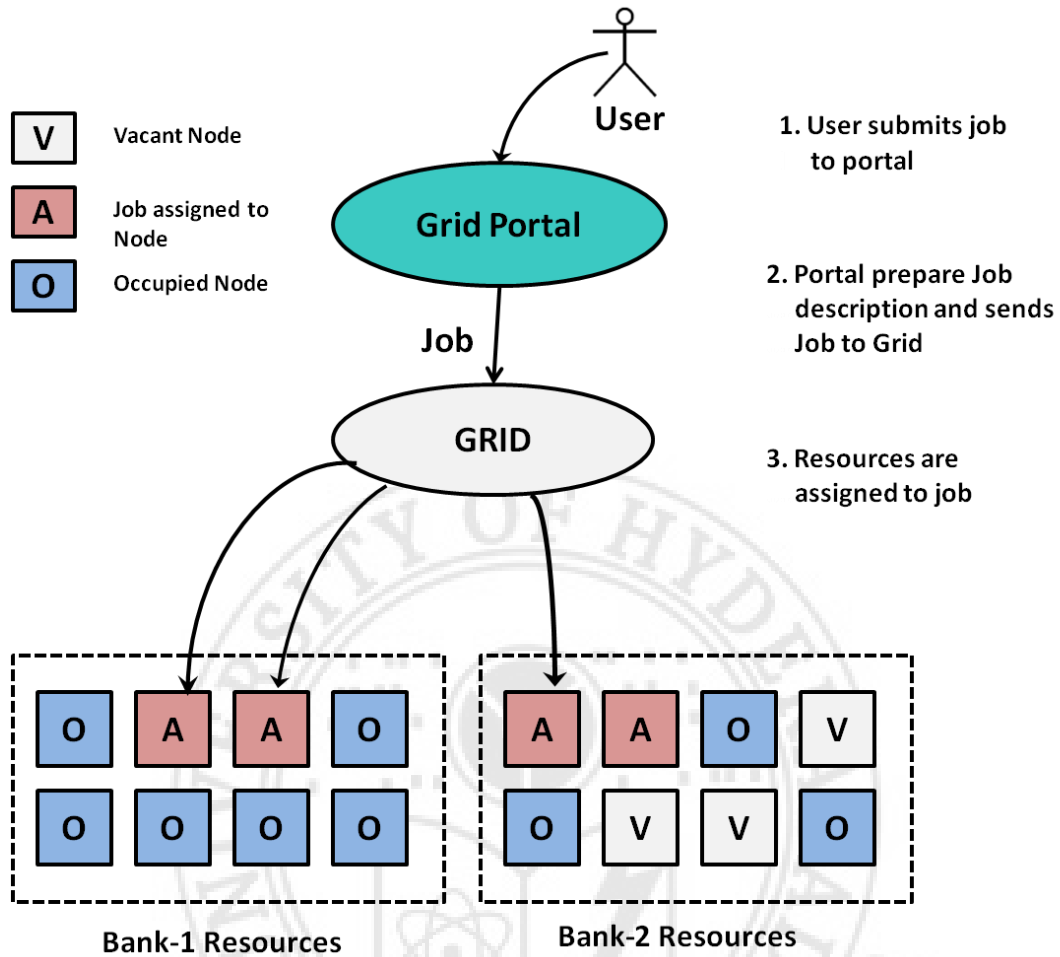 User
V
Vacant Node
A
Job assigned to
Node
O
Occupied Node
1. User submits job
to portal
Grid Portal
2. Portal prepare Job
description and sends
Job to Grid
Job
GRID
3. Resources are
assigned to job
O A A O
O O O O
A A O V
O V V O
Bank-1 Resources
Bank-2 Resources